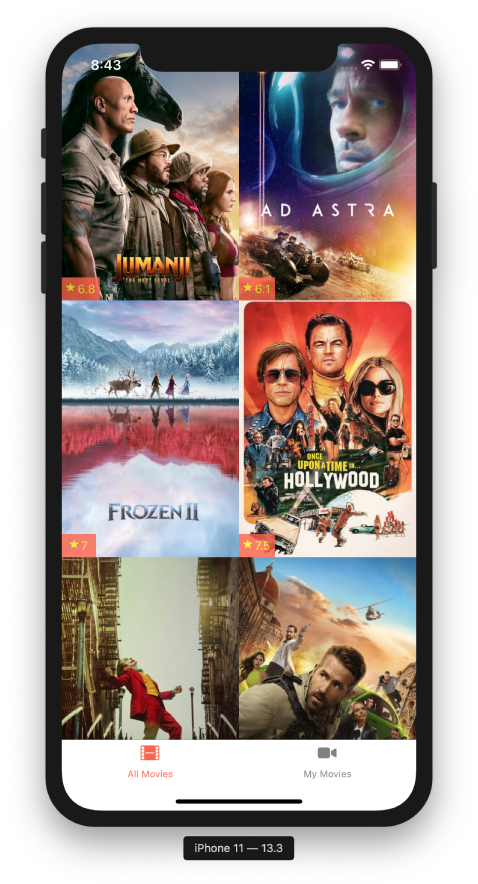 8:43
JUMANJI
THE NEXT LEVEL
6.8
AD ASTRA
6.1
FROZEN II
7
ONCE
UPON A TIME IN...
HOLLYWOOD
7.5
All Movies
My Movies
iPhone 11 — 13.3